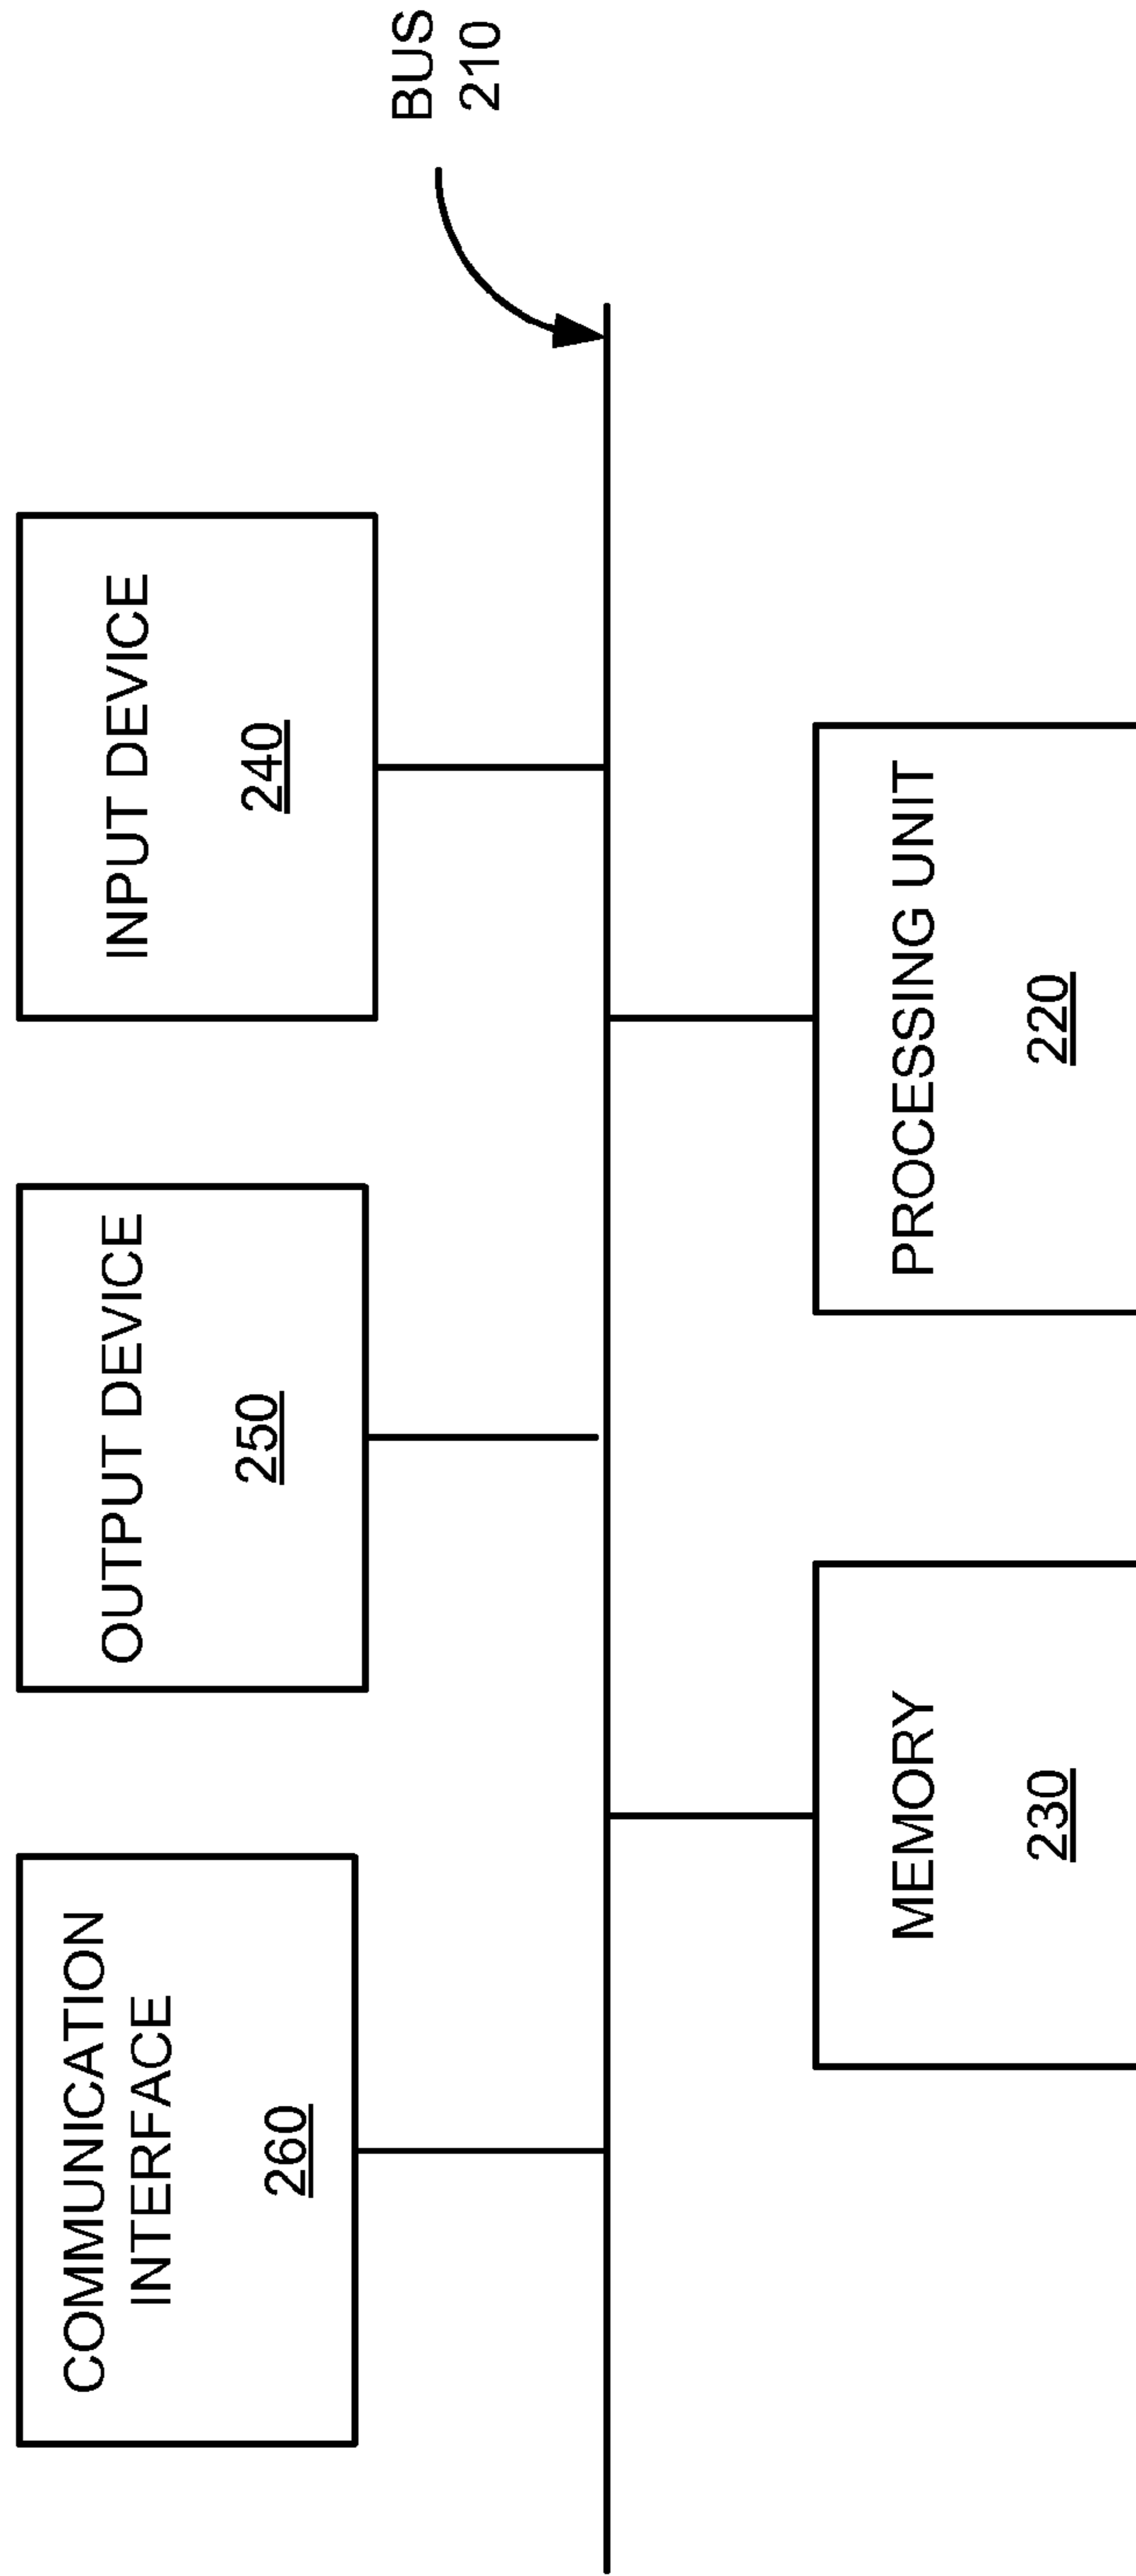 COMMUNICATION
INTERFACE
260
OUTPUT DEVICE
250
INPUT DEVICE
240
BUS
210
MEMORY
230
PROCESSING UNIT
220